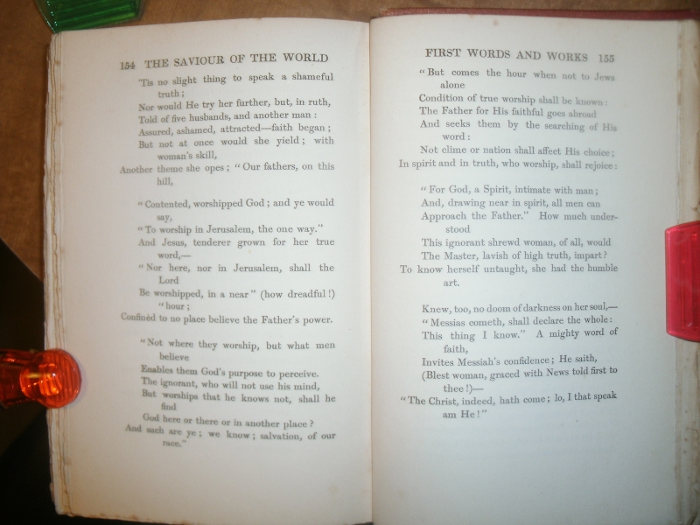 154 THE SAVIOUR OF THE WORLD
'Tis no slight thing to speak a shameful
truth;
Nor would He try her further, but, in ruth,
Told of five husbands, and another man:
Assured, ashamed, attracted—faith began;
But not at once would she yield; with
woman's skill,
Another theme she opes; "Our fathers, on this
hill,
"Contented, worshipped God; and ye would
say,
"To worship in Jerusalem, the one way."
And Jesus, tenderer grown for her true
word,—
"Nor here, nor in Jerusalem, shall the
Lord
Be worshipped, in a near" (how dreadful!)
"hour;
Confined to no place believe the Father's power.
"Not where they worship, but what men
believe
Enables them God's purpose to perceive.
The ignorant, who will not use his mind,
But worships that he knows not, shall he
find
God here or there or in another place?
And such are ye; we know; salvation, of our
race."
FIRST WORDS AND WORKS 155
"But comes the hour when not to Jews
alone
Condition of true worship shall be known:
The Father for His faithful goes abroad
And seeks them by the searching of His
word:
Not clime or nation shall affect His choice;
In spirit and in truth, who worship, shall rejoice:
"For God, a Spirit, intimate with man;
And, drawing near in spirit, all men can
Approach the Father." How much under-
stood
This ignorant shrewd woman, of all, would
The Master, lavish of high truth, impart?
To know herself untaught, she had the humble
art.
Knew, too, no doom of darkness on her soul,—
"Messias cometh, shall declare the whole:
This thing I know." A mighty word of
faith,
Invites Messiah's confidence; He saith,
(Blest woman, graced with News told first to
thee!)—
"The Christ, indeed, hath come; lo, I that speak
am He!"